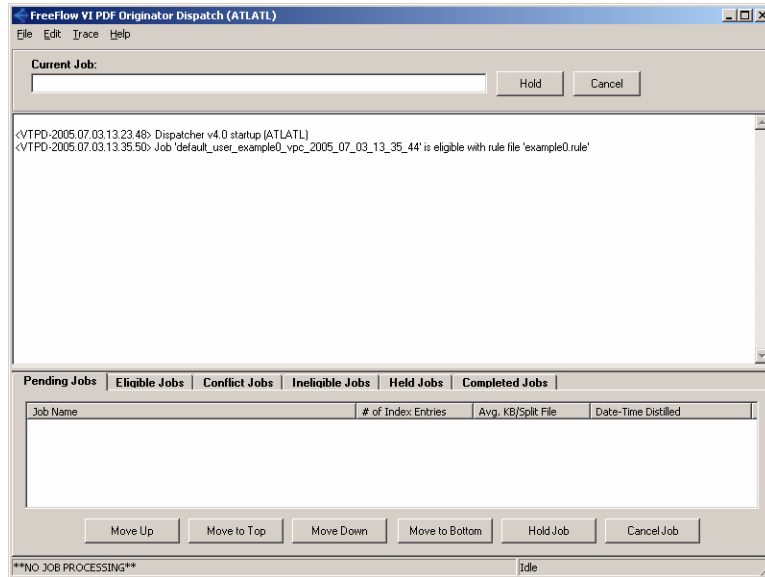 FreeFlow VI PDF Originator Dispatch (ATLATL)
File Edit Trace Help
Current Job:
Hold Cancel
<VTPD-2005.07.03.13.23.48> Dispatcher v4.0 startup (ATLATL)
<VTPD-2005.07.03.13.35.50> Job 'default_user_example0_vpc_2005_07_03_13_35_44' is eligible with rule file 'example0.rule'
Pending Jobs Eligible Jobs Conflict Jobs Ineligible Jobs Held Jobs Completed Jobs
Job Name # of Index Entries Avg. KB/Split File Date-Time Distilled
Move Up Move to Top Move Down Move to Bottom Hold Job Cancel Job
**NO JOB PROCESSING** Idle